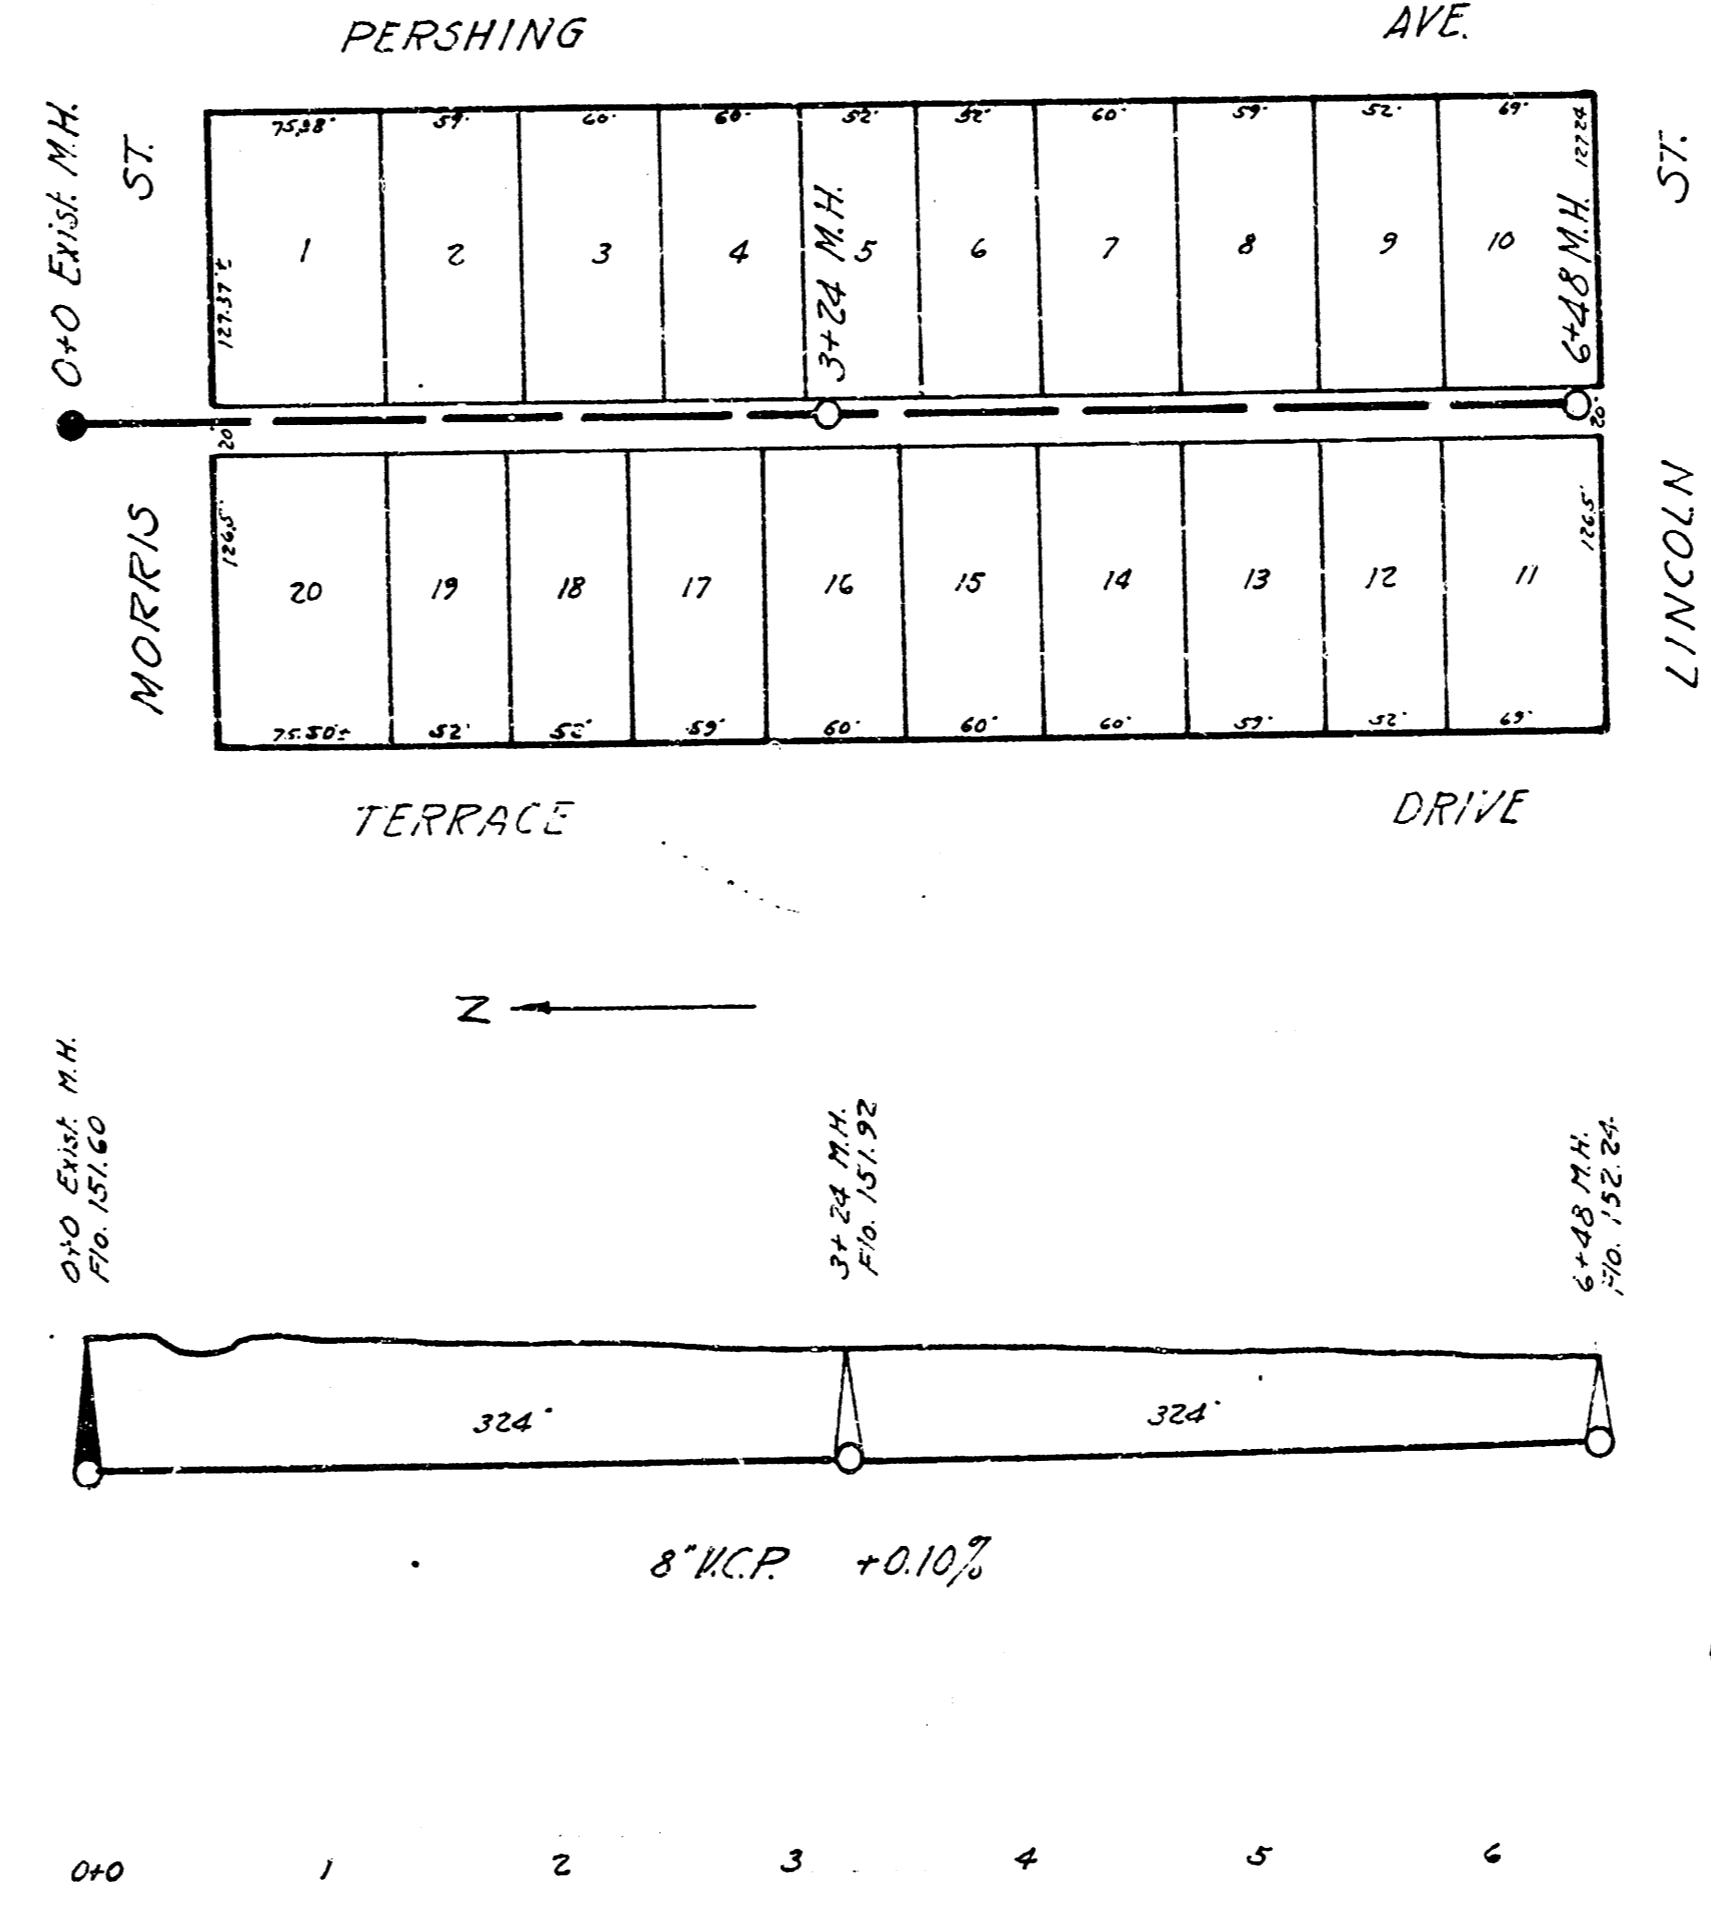 PERSHING AVE.
0+0 Exist. M.H.
MORRIS ST.
LINCOLN ST.
59' 60' 60' 52' 52' 60' 59' 52' 69'
127.24
1 2 3 4 5 6 7 8 9 10
3+24 M.H.
6+48 M.H.
20' 20'
126.5' 126.5'
20 19 18 17 16 15 14 13 12 11
75.50'± 52' 52' 59' 60' 60' 60' 59' 52' 69'
TERRACE DRIVE
N
0+0 Exist. M.H.
Flo. 151.60
3+24 M.H.
Flo. 151.92
6+48 M.H.
Flo. 152.24
324' 324'
8" V.C.P. +0.10%
0+0 1 2 3 4 5 6